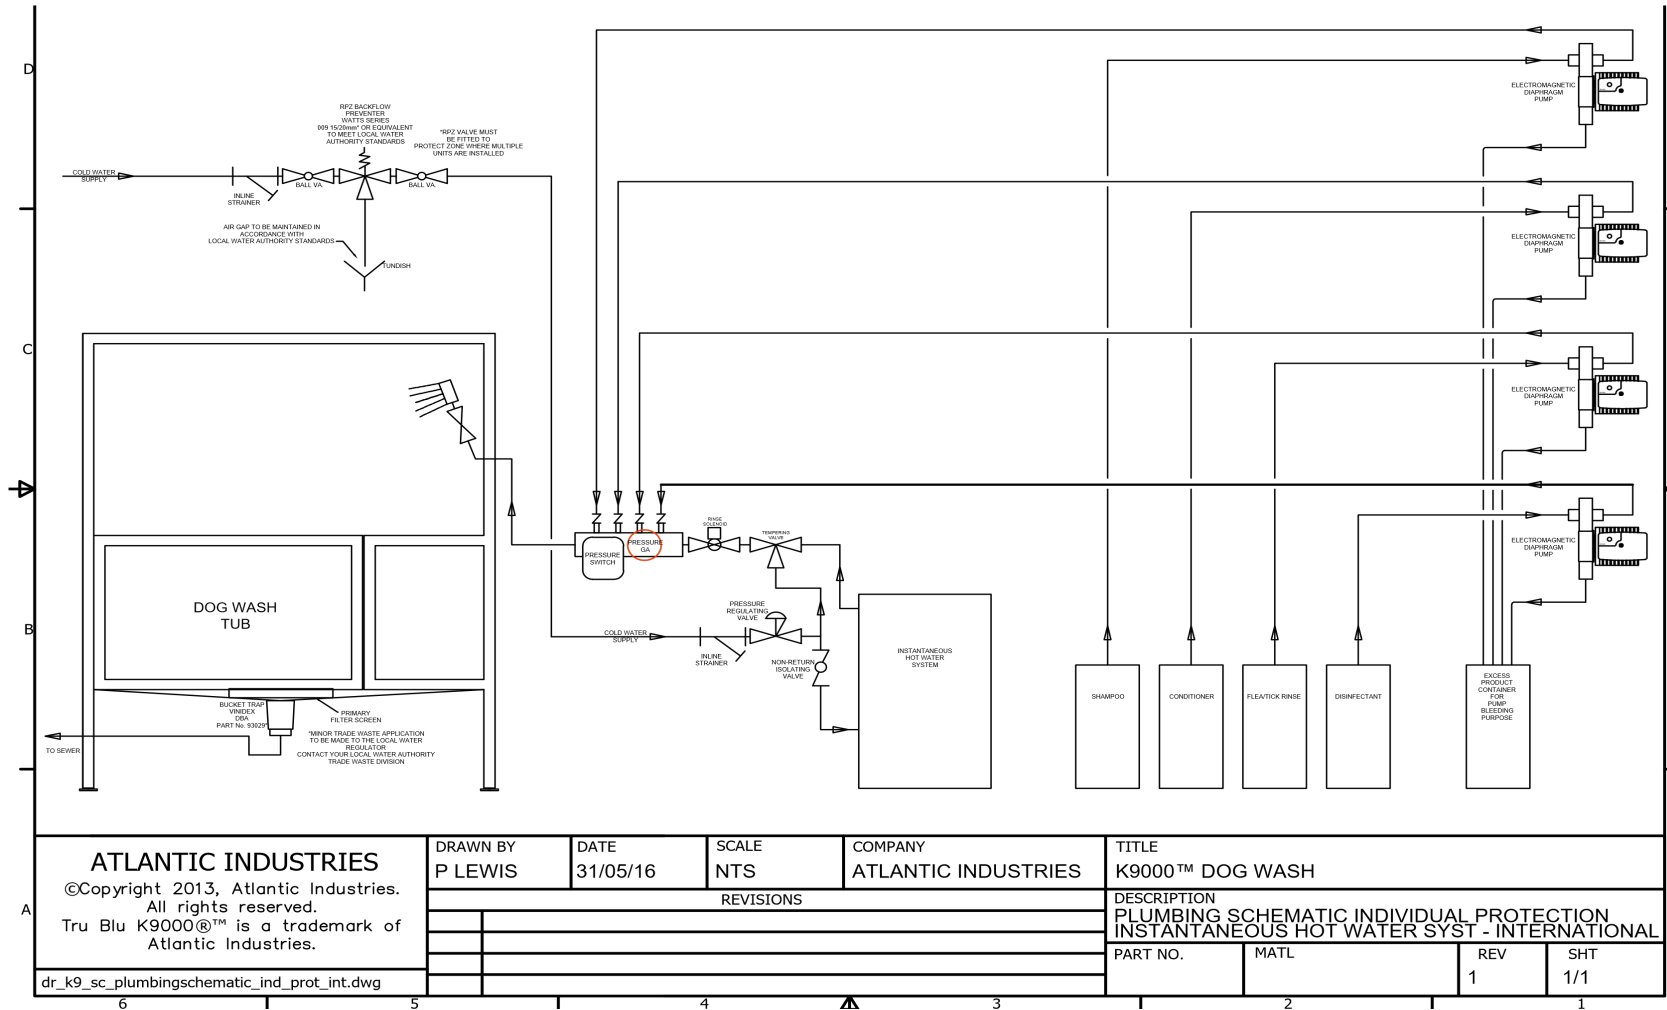 D
C
B
A
RPZ BACKFLOW
PREVENTER
WATTS SERIES
009 15/20mm" OR EQUIVALENT
TO MEET LOCAL WATER
AUTHORITY STANDARDS
"RPZ VALVE MUST
BE FITTED TO
PROTECT ZONE WHERE MULTIPLE
UNITS ARE INSTALLED
COLD WATER
SUPPLY
BALL VA.
BALL VA.
INLINE
STRAINER
AIR GAP TO BE MAINTAINED IN
ACCORDANCE WITH
LOCAL WATER AUTHORITY STANDARDS
TUNDISH
ELECTROMAGNETIC
DIAPHRAGM
PUMP
ELECTROMAGNETIC
DIAPHRAGM
PUMP
ELECTROMAGNETIC
DIAPHRAGM
PUMP
ELECTROMAGNETIC
DIAPHRAGM
PUMP
RINSE
SOLENOID
TEMPERING
VALVE
PRESSURE
SWITCH
PRESSURE
GA
PRESSURE
REGULATING
VALVE
COLD WATER
SUPPLY
INLINE
STRAINER
NON-RETURN
ISOLATING
VALVE
INSTANTANEOUS
HOT WATER
SYSTEM
DOG WASH
TUB
BUCKET TRAP
VINIDEX
DBA
PART No. 93029"
PRIMARY
FILTER SCREEN
"MINOR TRADE WASTE APPLICATION
TO BE MADE TO THE LOCAL WATER
REGULATOR
CONTACT YOUR LOCAL WATER AUTHORITY
TRADE WASTE DIVISION
TO SEWER
SHAMPOO
CONDITIONER
FLEA/TICK RINSE
DISINFECTANT
EXCESS
PRODUCT
CONTAINER
FOR
PUMP
BLEEDING
PURPOSE
ATLANTIC INDUSTRIES
©Copyright 2013, Atlantic Industries.
All rights reserved.
Tru Blu K9000®™ is a trademark of
Atlantic Industries.
dr_k9_sc_plumbingschematic_ind_prot_int.dwg
DRAWN BY
P LEWIS
DATE
31/05/16
SCALE
NTS
COMPANY
ATLANTIC INDUSTRIES
REVISIONS
TITLE
K9000™ DOG WASH
DESCRIPTION
PLUMBING SCHEMATIC INDIVIDUAL PROTECTION
INSTANTANEOUS HOT WATER SYST - INTERNATIONAL
PART NO.
MATL
REV
1
SHT
1/1
6
5
4
3
2
1